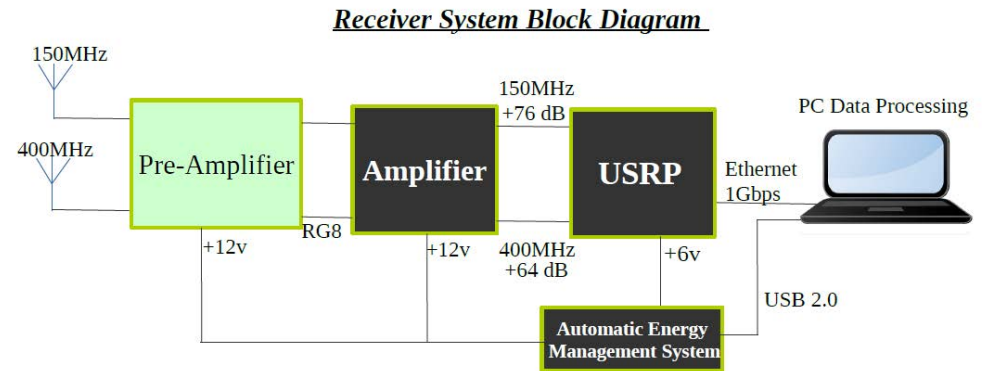 Receiver System Block Diagram
150MHz
400MHz
Pre-Amplifier
+12v
RG8
Amplifier
+12v
150MHz
+76 dB
400MHz
+64 dB
USRP
+6v
Ethernet
1Gbps
PC Data Processing
USB 2.0
Automatic Energy
Management System